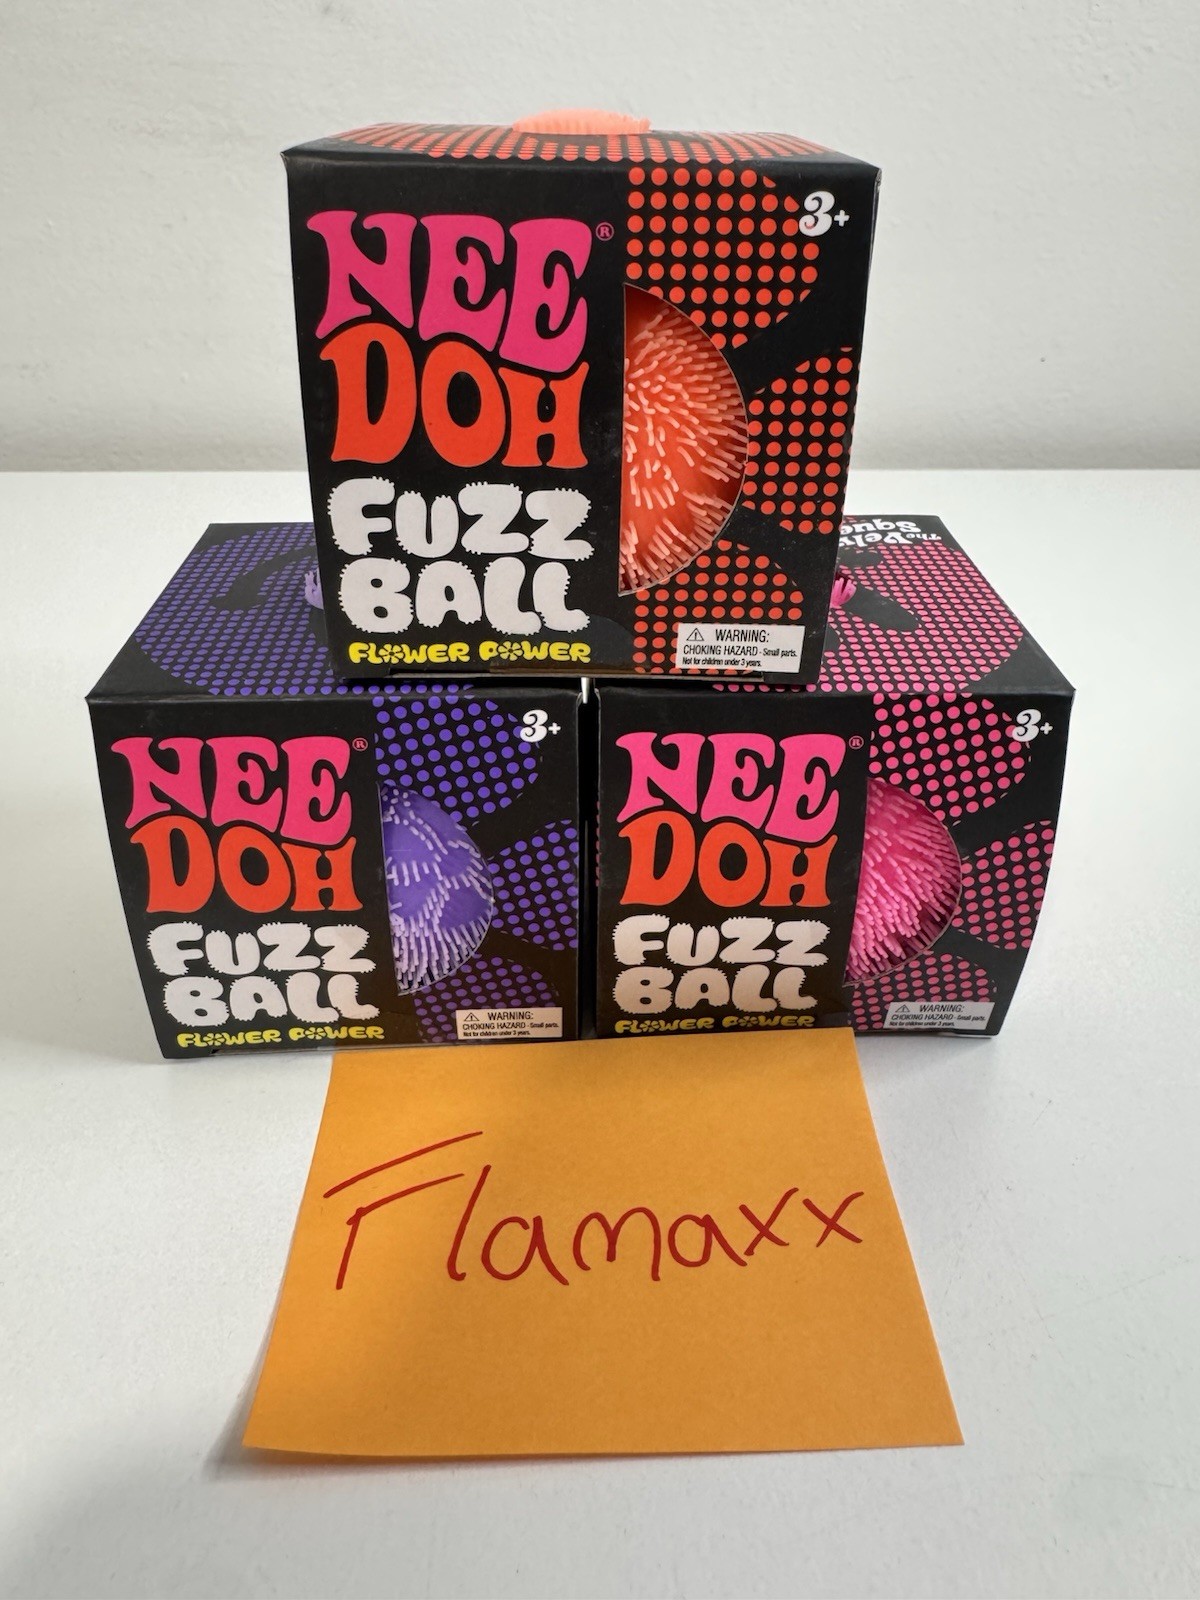 NEE®
DOH
FUZZ
BALL
FLOWER POWER
3+
WARNING:
CHOKING HAZARD - Small parts.
Not for children under 3 years.
NEE®
DOH
FUZZ
BALL
FLOWER POWER
3+
WARNING:
CHOKING HAZARD - Small parts.
Not for children under 3 years.
The
NEE®
DOH
FUZZ
BALL
FLOWER POWER
3+
WARNING:
CHOKING HAZARD - Small parts.
Not for children under 3 years.
Flamaxx